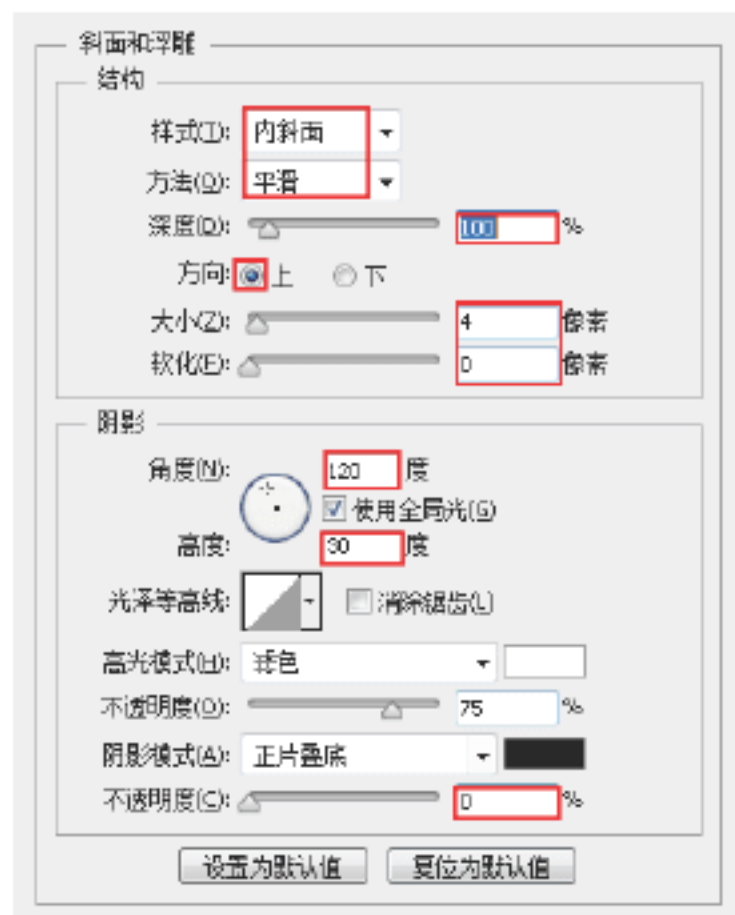 斜面和浮雕
结构
样式(T): 内斜面
方法(Q): 平滑
深度(D): 100 %
方向: 上 下
大小(Z): 4 像素
软化(F): 0 像素
阴影
角度(N): 120 度
使用全局光(G)
高度: 30 度
光泽等高线: 消除锯齿(L)
高光模式(H): 滤色
不透明度(O): 75 %
阴影模式(A): 正片叠底
不透明度(C): 0 %
设置为默认值 复位为默认值